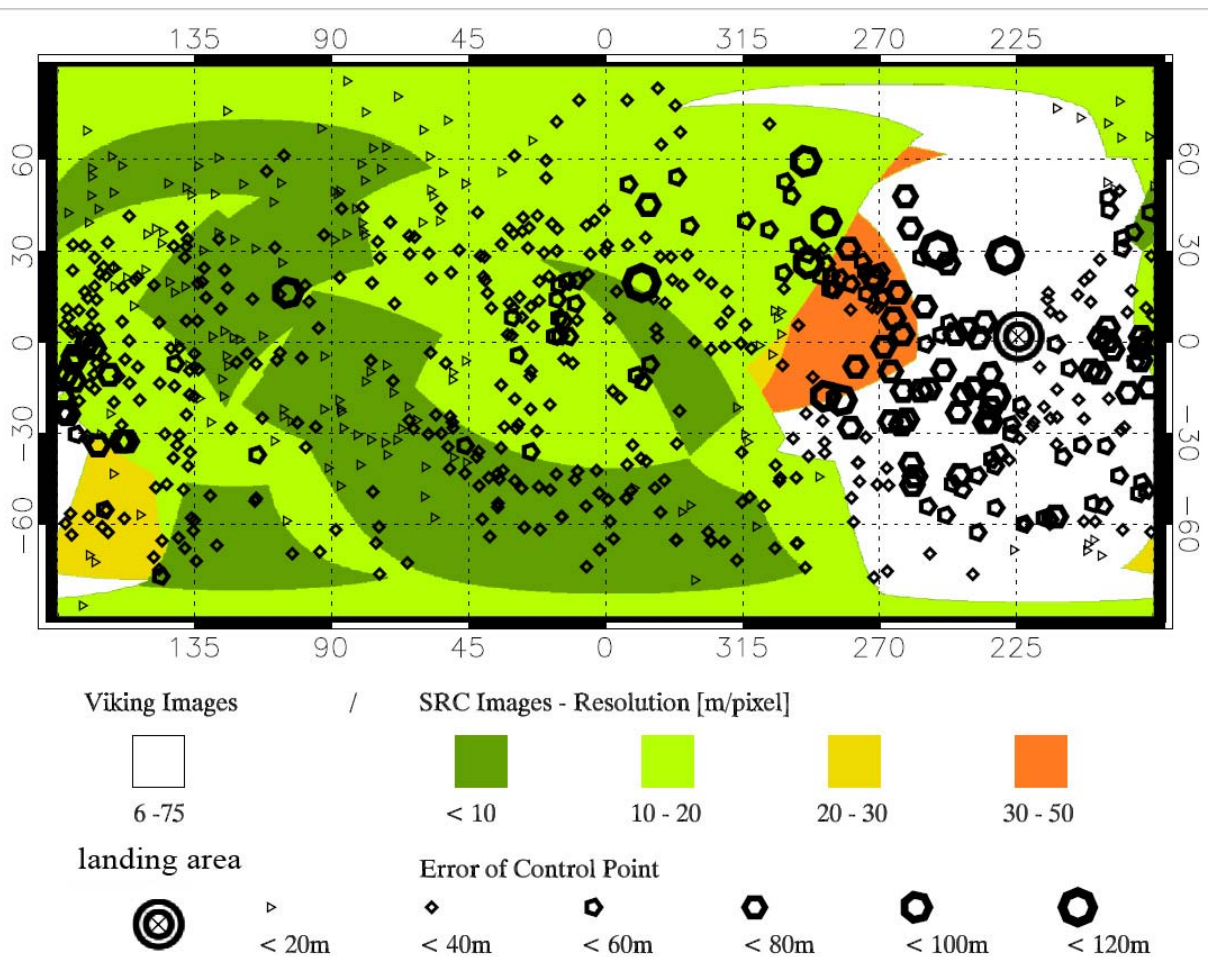 135 90 45 0 315 270 225
60 60
30 30
0 0
−30 −30
−60 −60
135 90 45 0 315 270 225
Viking Images / SRC Images - Resolution [m/pixel]
6 -75 < 10 10 - 20 20 - 30 30 - 50
landing area Error of Control Point
< 20m < 40m < 60m < 80m < 100m < 120m